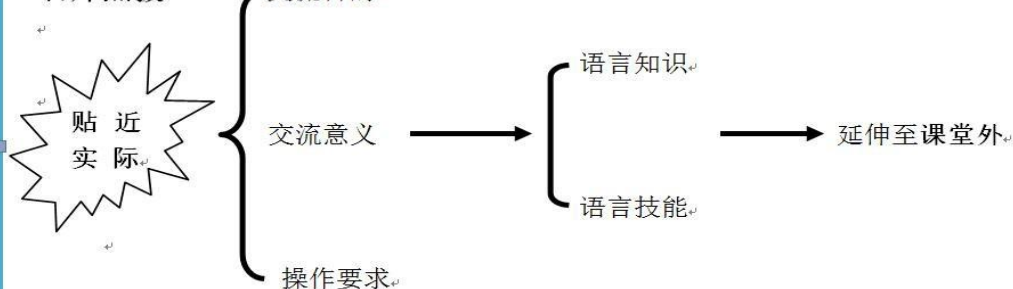 贴 近
实 际
交流意义
语言知识
语言技能
延伸至课堂外
操作要求